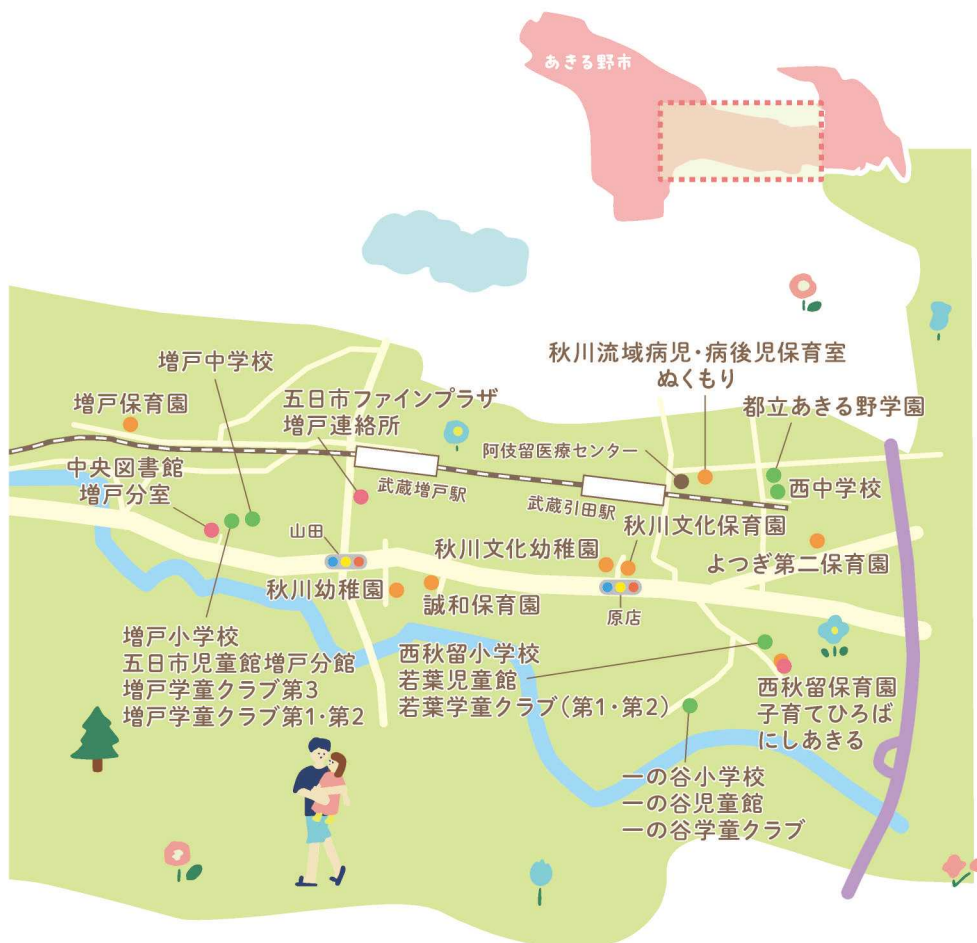 あきる野市
秋川流域病児・病後児保育室
ぬくもり
増戸中学校
都立あきる野学園
増戸保育園
五日市ファインプラザ
増戸連絡所
阿伎留医療センター
中央図書館
増戸分室
武蔵増戸駅
西中学校
武蔵引田駅
秋川文化保育園
山田
秋川文化幼稚園
よつぎ第二保育園
秋川幼稚園
誠和保育園
原店
増戸小学校
五日市児童館増戸分館
増戸学童クラブ第3
増戸学童クラブ第1・第2
西秋留小学校
若葉児童館
若葉学童クラブ(第1・第2)
西秋留保育園
子育てひろば
にしあきる
一の谷小学校
一の谷児童館
一の谷学童クラブ